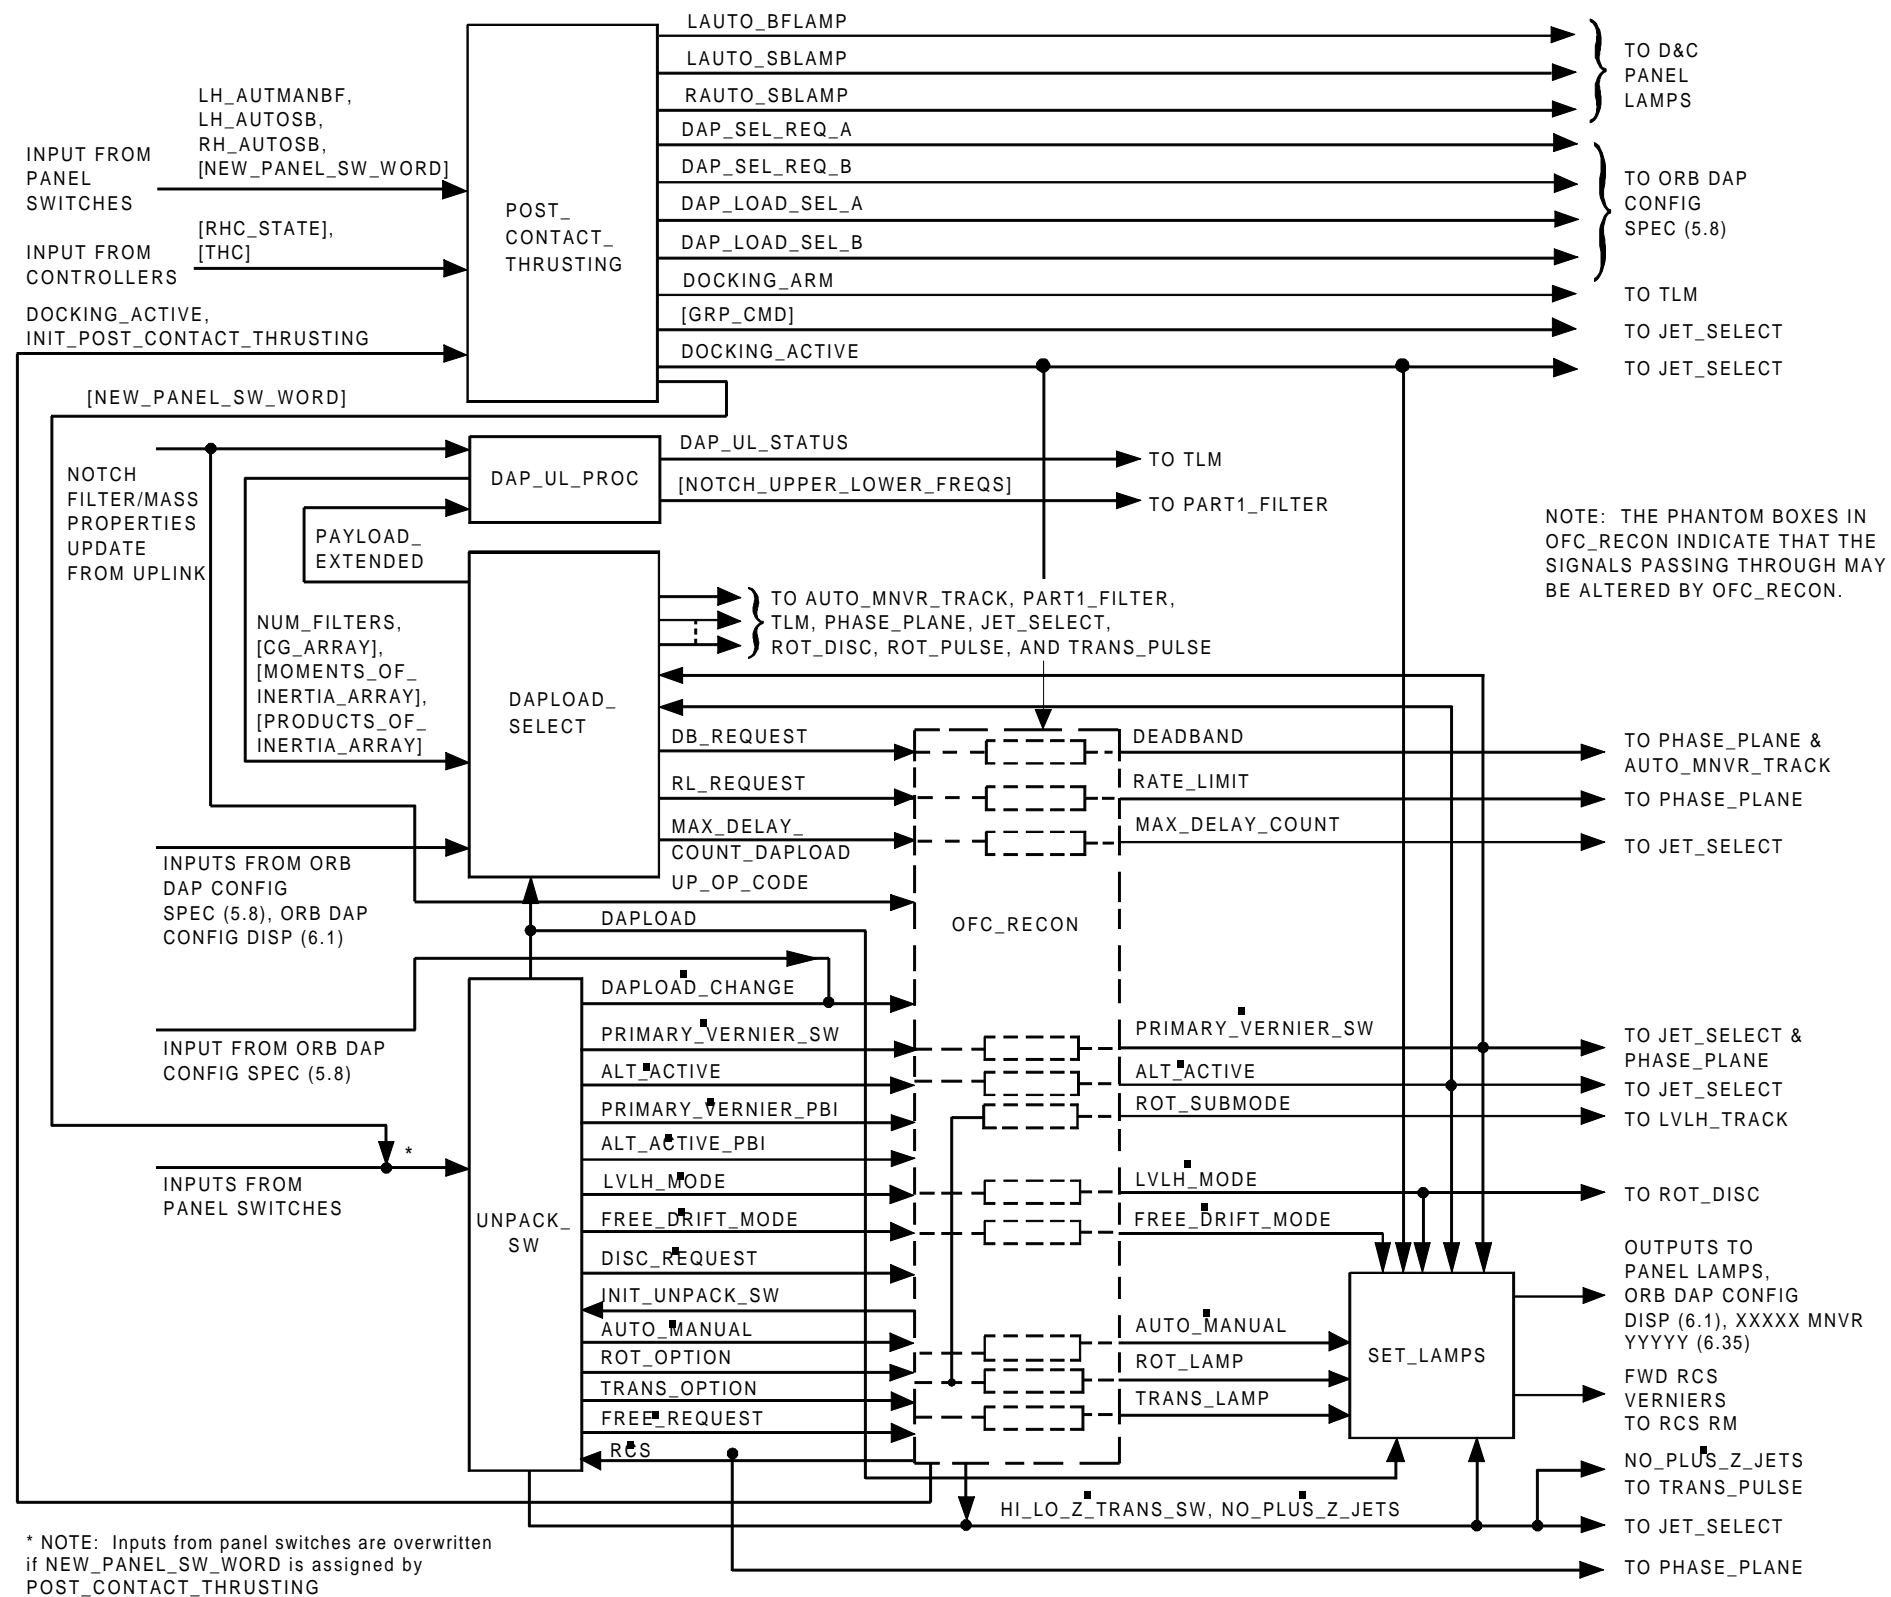 LAUTO_BFLAMP
LAUTO_SBLAMP
RAUTO_SBLAMP
DAP_SEL_REQ_A
DAP_SEL_REQ_B
DAP_LOAD_SEL_A
DAP_LOAD_SEL_B
DOCKING_ARM
[GRP_CMD]
DOCKING_ACTIVE
TO D&C
PANEL
LAMPS
TO ORB DAP
CONFIG
SPEC (5.8)
TO TLM
TO JET_SELECT
TO JET_SELECT
LH_AUTMANBF,
LH_AUTOSB,
RH_AUTOSB,
[NEW_PANEL_SW_WORD]
INPUT FROM
PANEL
SWITCHES
[RHC_STATE],
[THC]
INPUT FROM
CONTROLLERS
DOCKING_ACTIVE,
INIT_POST_CONTACT_THRUSTING
POST_
CONTACT_
THRUSTING
[NEW_PANEL_SW_WORD]
NOTCH
FILTER/MASS
PROPERTIES
UPDATE
FROM UPLINK
DAP_UL_PROC
DAP_UL_STATUS
[NOTCH_UPPER_LOWER_FREQS]
TO TLM
TO PART1_FILTER
PAYLOAD_
EXTENDED
NOTE: THE PHANTOM BOXES IN
OFC_RECON INDICATE THAT THE
SIGNALS PASSING THROUGH MAY
BE ALTERED BY OFC_RECON.
TO AUTO_MNVR_TRACK, PART1_FILTER,
TLM, PHASE_PLANE, JET_SELECT,
ROT_DISC, ROT_PULSE, AND TRANS_PULSE
NUM_FILTERS,
[CG_ARRAY],
[MOMENTS_OF_
INERTIA_ARRAY],
[PRODUCTS_OF_
INERTIA_ARRAY]
DAPLOAD_
SELECT
DB_REQUEST
RL_REQUEST
MAX_DELAY_
COUNT_DAPLOAD
UP_OP_CODE
DAPLOAD
DEADBAND
RATE_LIMIT
MAX_DELAY_COUNT
TO PHASE_PLANE &
AUTO_MNVR_TRACK
TO PHASE_PLANE
TO JET_SELECT
INPUTS FROM ORB
DAP CONFIG
SPEC (5.8), ORB DAP
CONFIG DISP (6.1)
OFC_RECON
INPUT FROM ORB DAP
CONFIG SPEC (5.8)
*
INPUTS FROM
PANEL SWITCHES
UNPACK_
SW
DAPLOAD_CHANGE
PRIMARY_VERNIER_SW
ALT_ACTIVE
PRIMARY_VERNIER_PBI
ALT_ACTIVE_PBI
LVLH_MODE
FREE_DRIFT_MODE
DISC_REQUEST
INIT_UNPACK_SW
AUTO_MANUAL
ROT_OPTION
TRANS_OPTION
FREE_REQUEST
RCS
PRIMARY_VERNIER_SW
ALT_ACTIVE
ROT_SUBMODE
LVLH_MODE
FREE_DRIFT_MODE
AUTO_MANUAL
ROT_LAMP
TRANS_LAMP
SET_LAMPS
TO JET_SELECT &
PHASE_PLANE
TO JET_SELECT
TO LVLH_TRACK
TO ROT_DISC
OUTPUTS TO
PANEL LAMPS,
ORB DAP CONFIG
DISP (6.1), XXXXX MNVR
YYYYY (6.35)
FWD RCS
VERNIERS
TO RCS RM
NO_PLUS_Z_JETS
TO TRANS_PULSE
HI_LO_Z_TRANS_SW, NO_PLUS_Z_JETS
TO JET_SELECT
TO PHASE_PLANE
* NOTE: Inputs from panel switches are overwritten
if NEW_PANEL_SW_WORD is assigned by
POST_CONTACT_THRUSTING